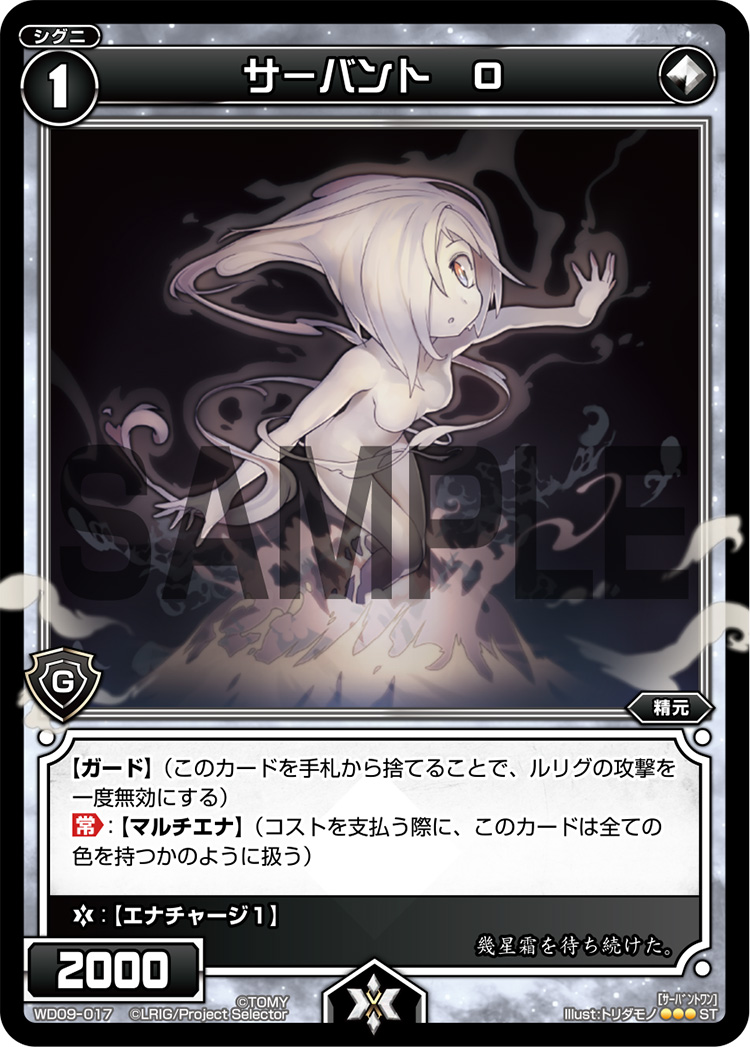 シグニ
1
サーバント O
SAMPLE
G
精元
【ガード】（このカードを手札から捨てることで、ルリグの攻撃を
一度無効にする）
常：【マルチエナ】（コストを支払う際に、このカードは全ての
色を持つかのように扱う）
：【エナチャージ１】
幾星霜を待ち続けた。
2000
WD09-017 ©LRIG/Project Selector
©TOMY
[サーバントワン]
Illust:トリダモノ ST